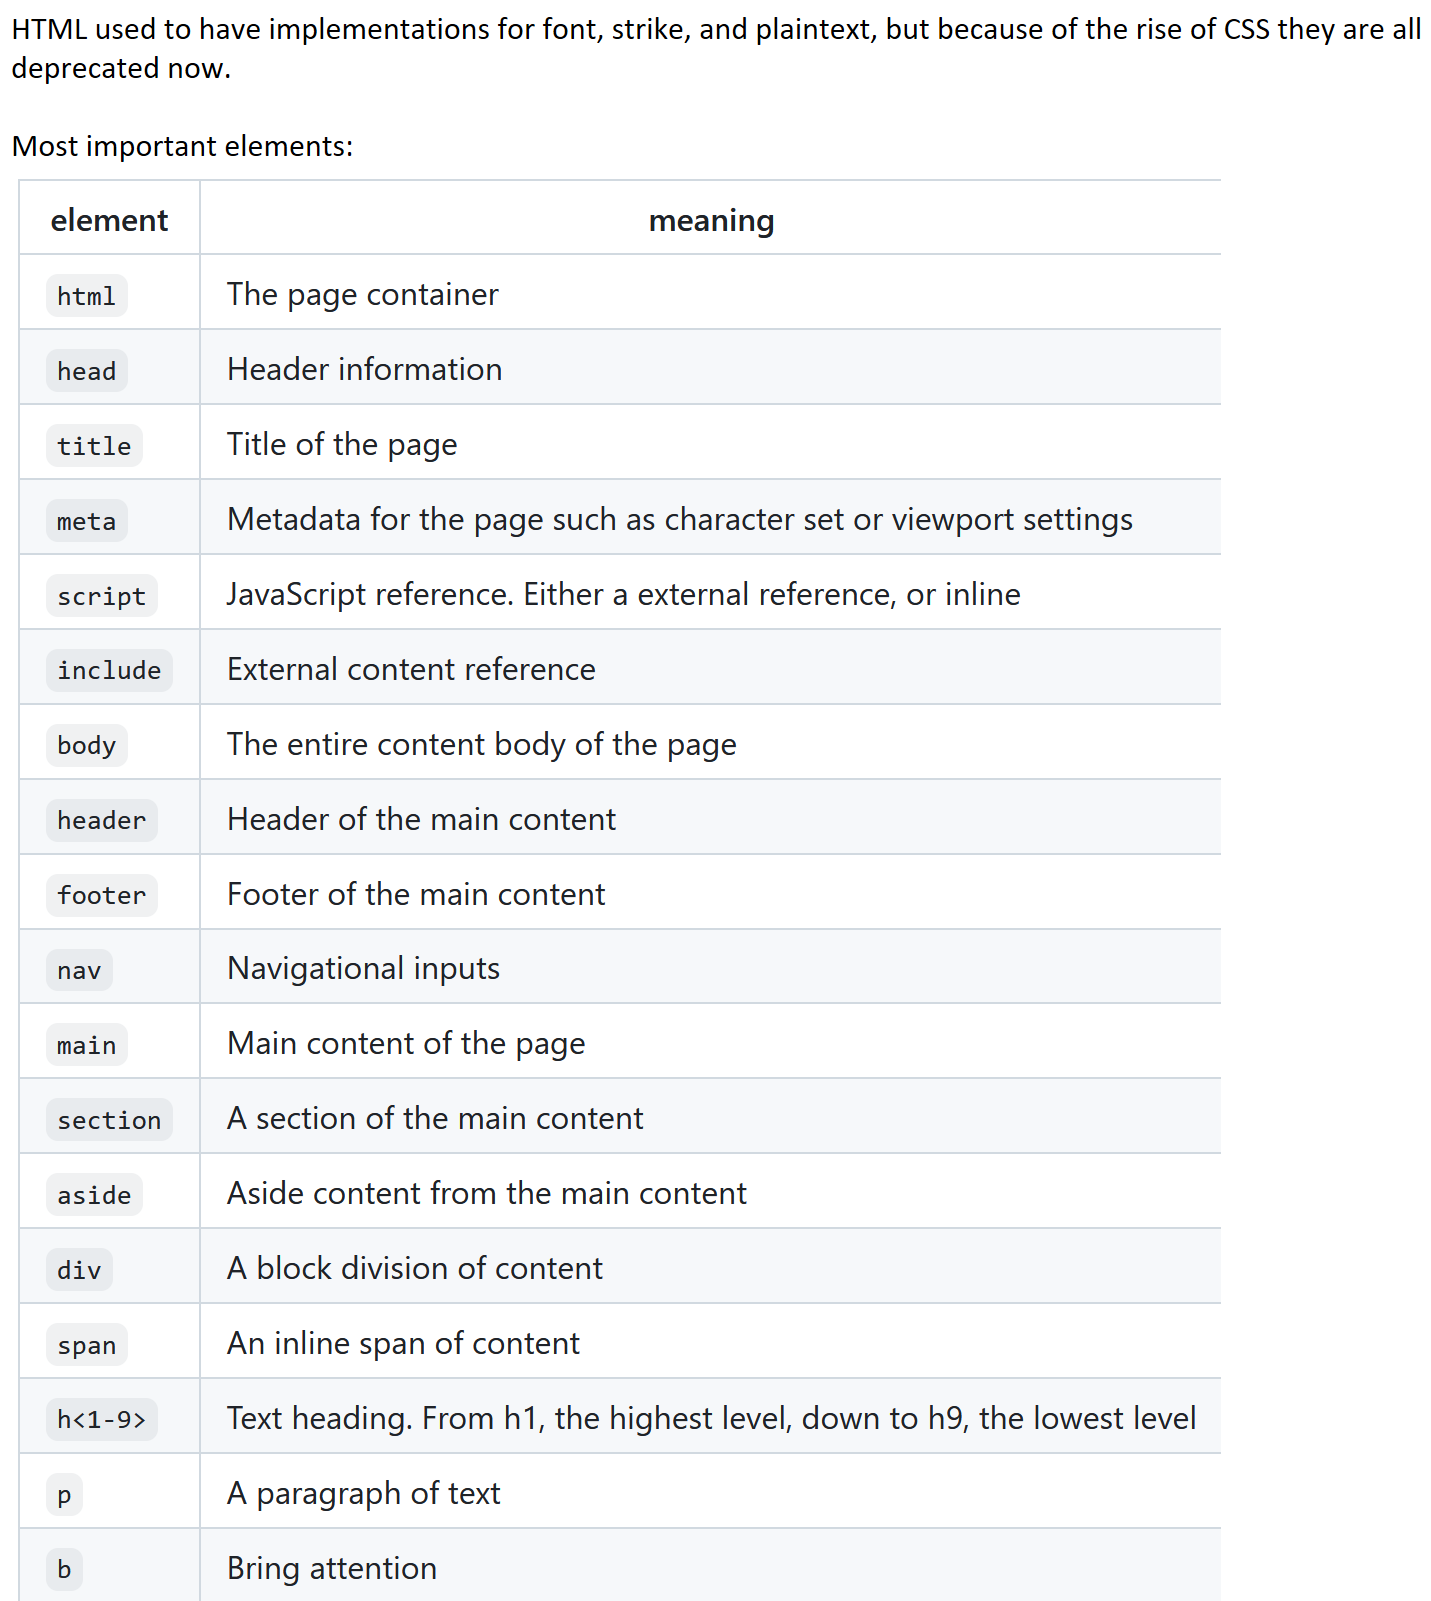 HTML used to have implementations for font, strike, and plaintext, but because of the rise of CSS they are all
deprecated now.
Most important elements:
element meaning
html The page container
head Header information
title Title of the page
meta Metadata for the page such as character set or viewport settings
script JavaScript reference. Either a external reference, or inline
include External content reference
body The entire content body of the page
header Header of the main content
footer Footer of the main content
nav Navigational inputs
main Main content of the page
section A section of the main content
aside Aside content from the main content
div A block division of content
span An inline span of content
h<1-9> Text heading. From h1, the highest level, down to h9, the lowest level
p A paragraph of text
b Bring attention